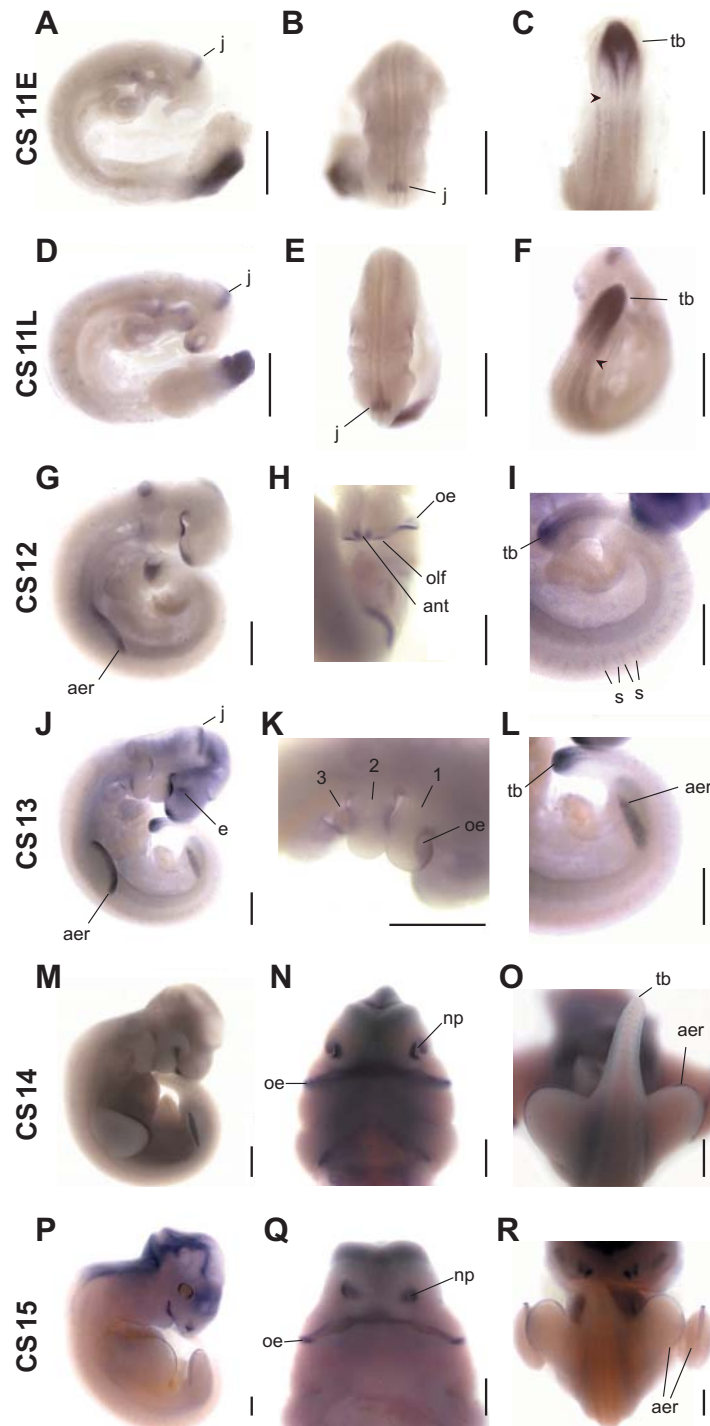 A
B
C
CS 11E
j
j
tb
D
E
F
CS11L
j
j
tb
G
H
I
CS12
aer
oe
olf
ant
tb
s
s
J
K
L
CS13
j
e
aer
3
2
1
oe
tb
aer
M
N
O
CS14
np
oe
tb
aer
P
Q
R
CS15
np
oe
aer